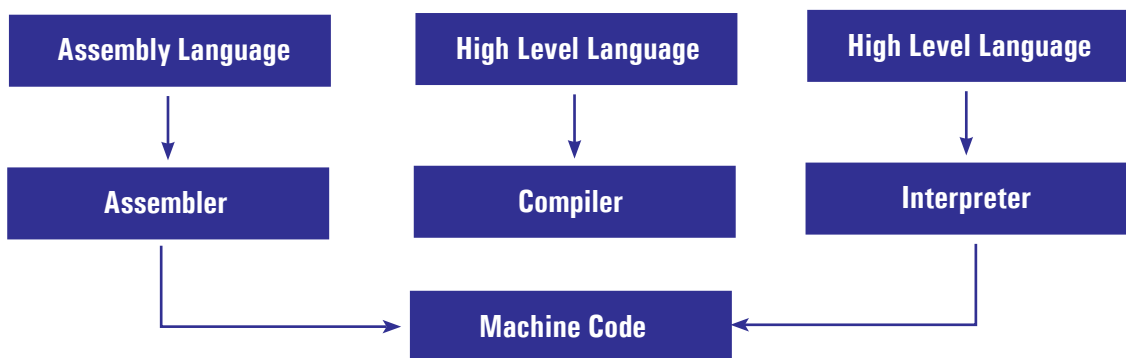 Assembly Language
High Level Language
High Level Language
Assembler
Compiler
Interpreter
Machine Code